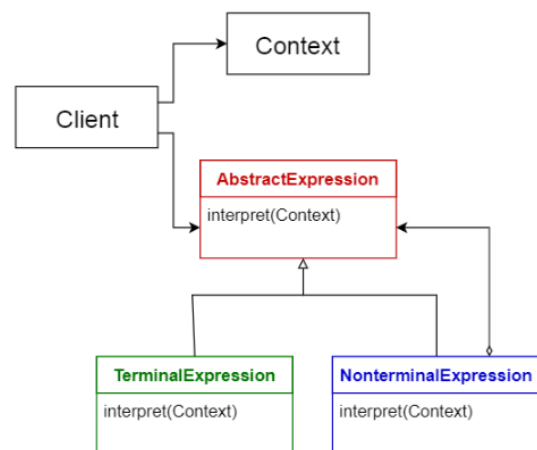 Context
Client
AbstractExpression
interpret(Context)
TerminalExpression
interpret(Context)
NonterminalExpression
interpret(Context)